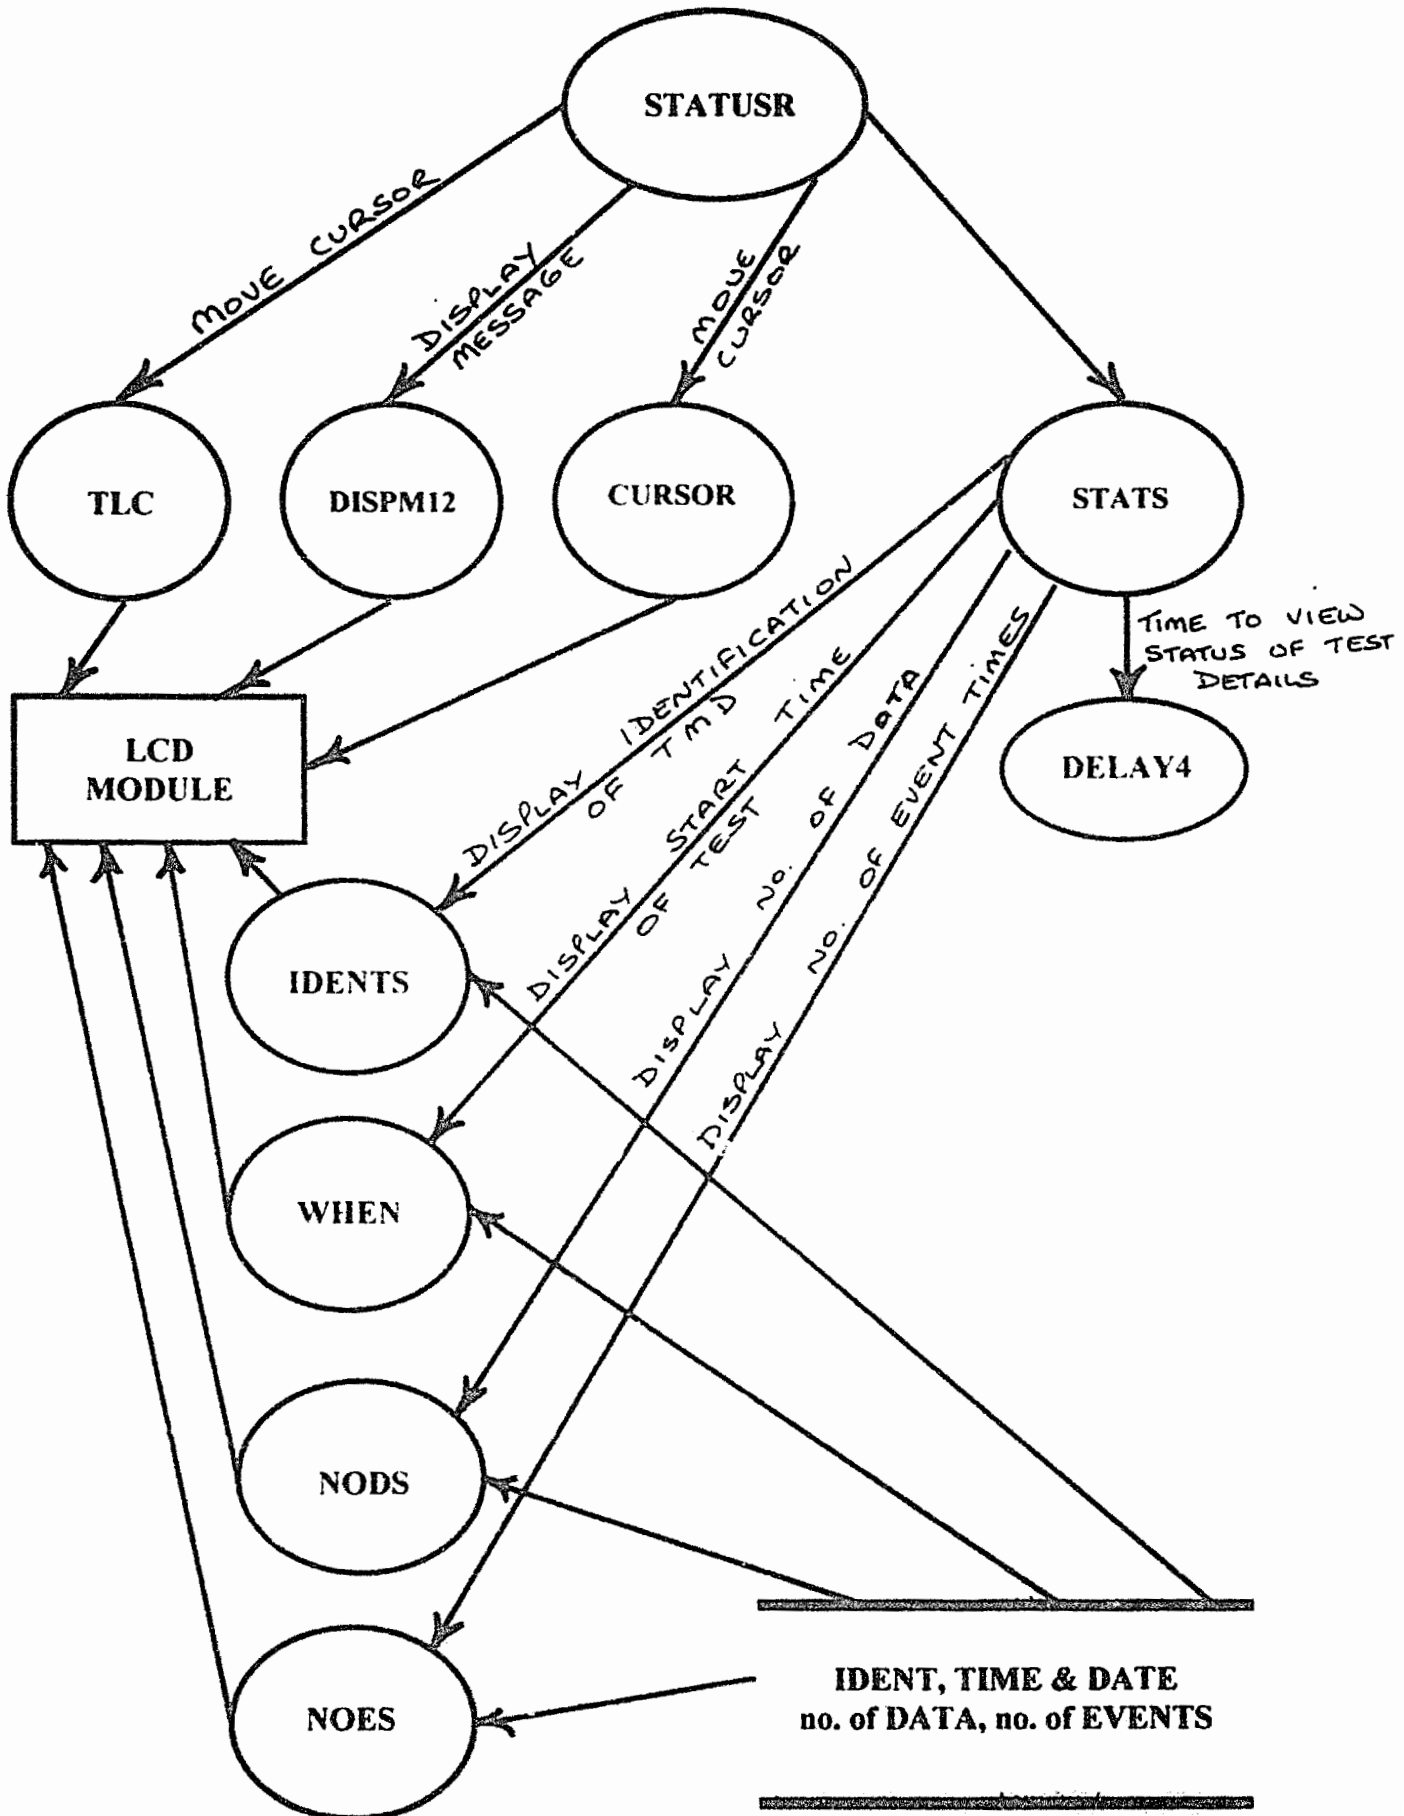 STATUSR
MOVE CURSOR
DISPLAY
MESSAGE
MOVE
CURSOR
TLC
DISPM12
CURSOR
STATS
TIME TO VIEW
STATUS OF TEST
DETAILS
DELAY4
LCD
MODULE
DISPLAY IDENTIFICATION
OF TMD
DISPLAY START TIME
OF TEST
DISPLAY NO. OF DATA
DISPLAY NO. OF EVENT TIMES
IDENTS
WHEN
NODS
NOES
IDENT, TIME & DATE
no. of DATA, no. of EVENTS